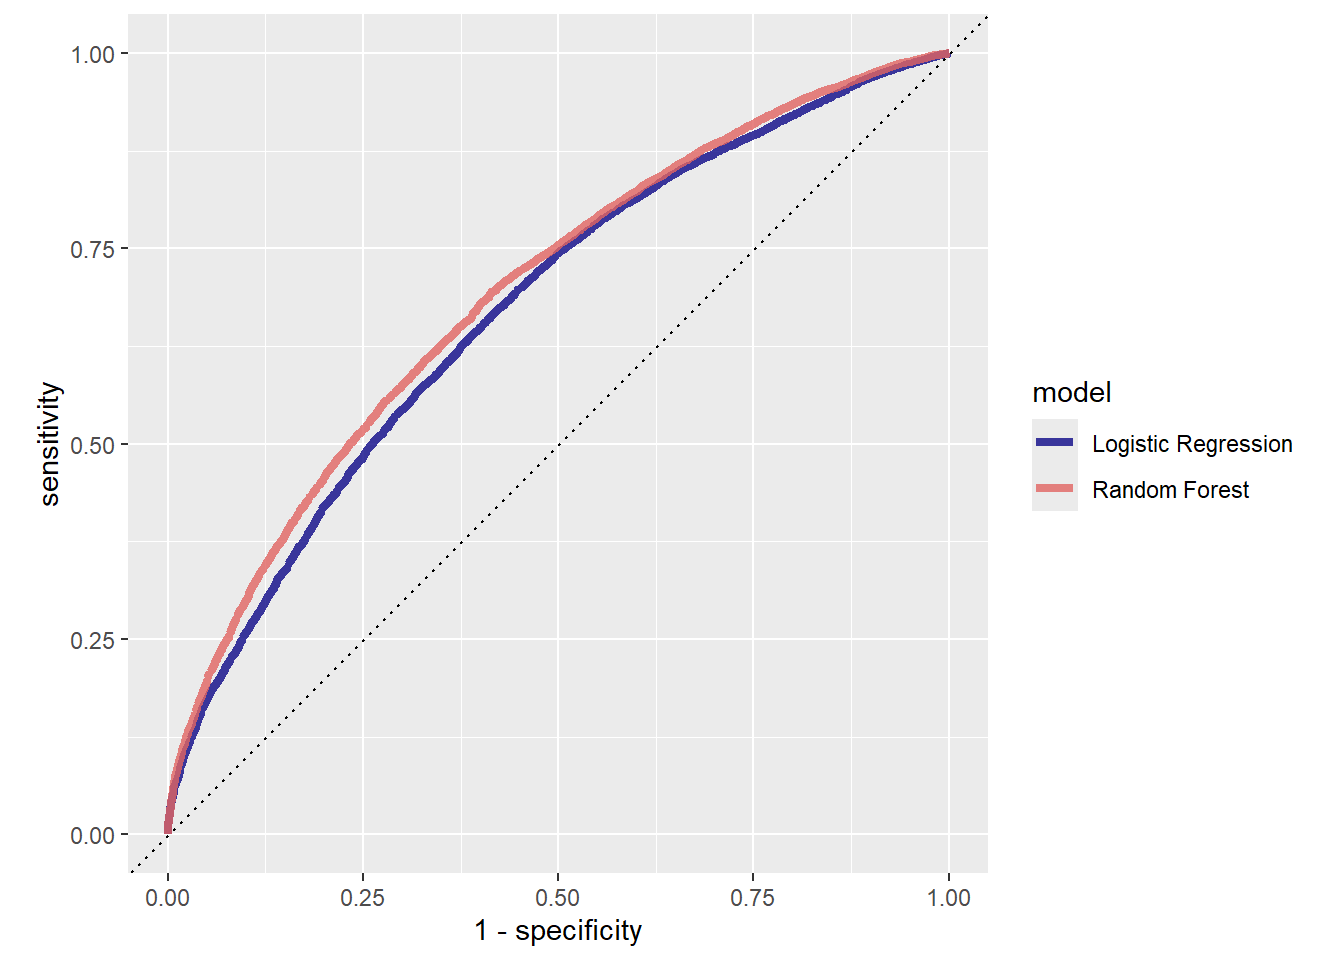 1.00
0.75
0.50
0.25
0.00
sensitivity
0.00 0.25 0.50 0.75 1.00
1 - specificity
model
Logistic Regression
Random Forest